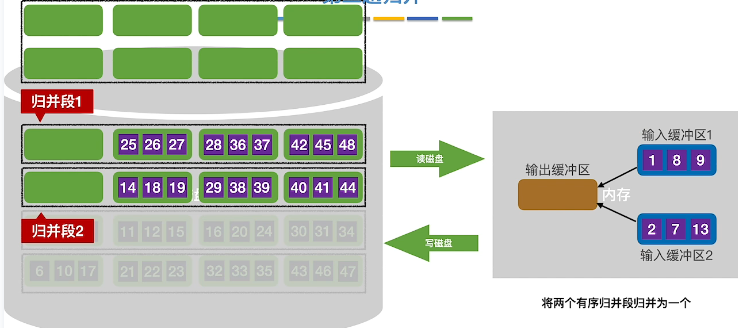 归并段1
25 26 27 28 36 37 42 45 48
14 18 19 29 38 39 40 41 44
归并段2
11 12 15 16 20 24 30 31 34
6 10 17 21 22 23 32 33 35 43 46 47
读磁盘
写磁盘
输入缓冲区1
1 8 9
输出缓冲区
内存
2 7 13
输入缓冲区2
将两个有序归并段归并为一个